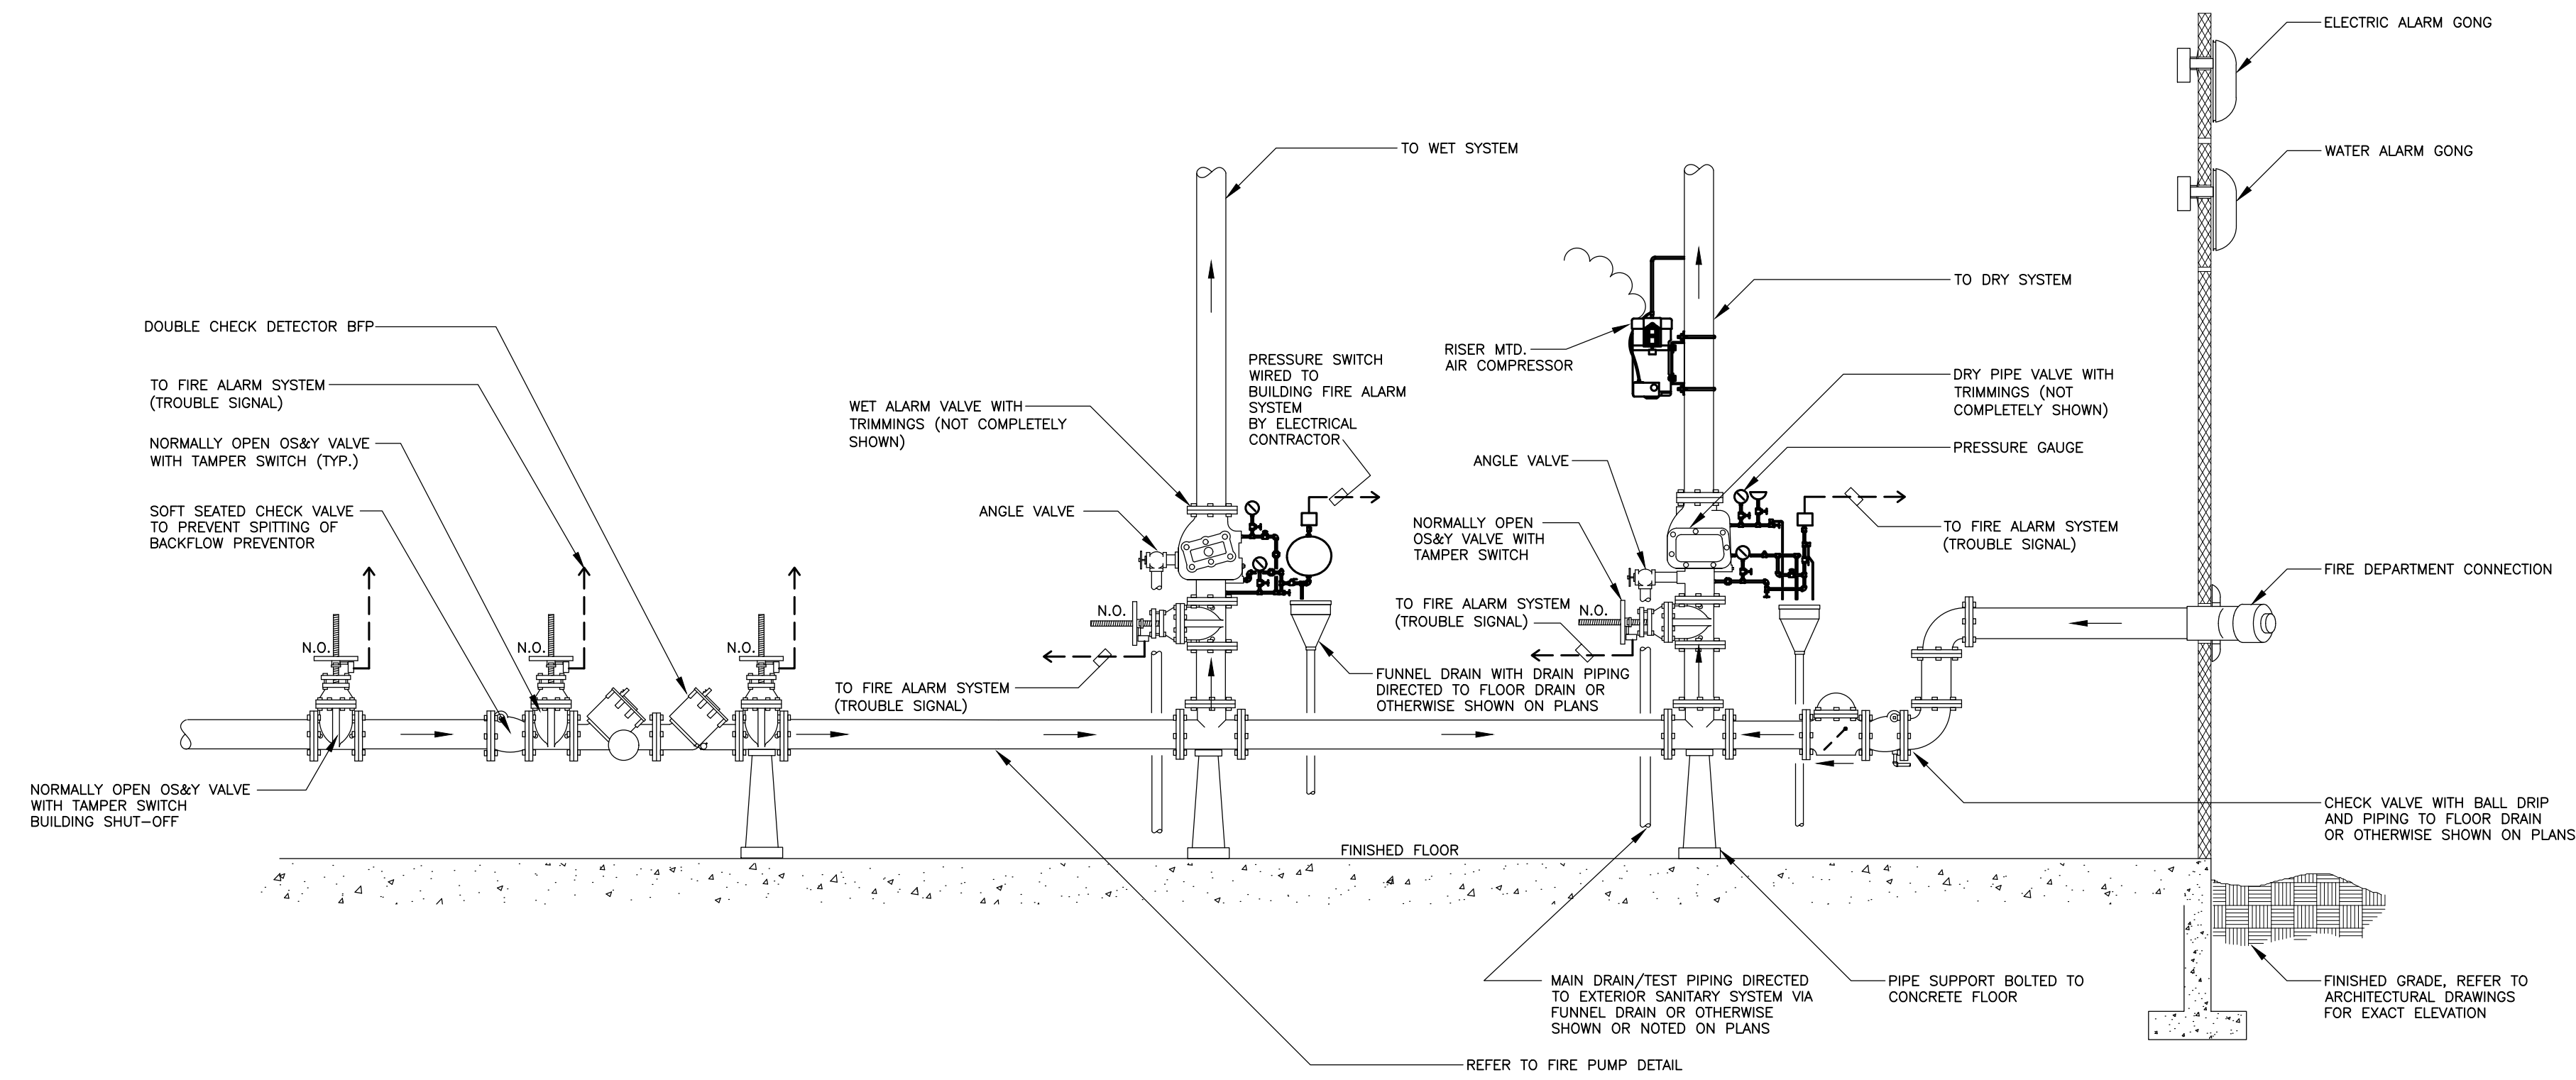 ELECTRIC ALARM GONG
WATER ALARM GONG
TO WET SYSTEM
TO DRY SYSTEM
DOUBLE CHECK DETECTOR BFP
TO FIRE ALARM SYSTEM
(TROUBLE SIGNAL)
NORMALLY OPEN OS&Y VALVE
WITH TAMPER SWITCH (TYP.)
SOFT SEATED CHECK VALVE
TO PREVENT SPITTING OF
BACKFLOW PREVENTOR
WET ALARM VALVE WITH
TRIMMINGS (NOT COMPLETELY
SHOWN)
PRESSURE SWITCH
WIRED TO
BUILDING FIRE ALARM
SYSTEM
BY ELECTRICAL
CONTRACTOR
RISER MTD.
AIR COMPRESSOR
DRY PIPE VALVE WITH
TRIMMINGS (NOT
COMPLETELY SHOWN)
PRESSURE GAUGE
ANGLE VALVE
ANGLE VALVE
NORMALLY OPEN
OS&Y VALVE WITH
TAMPER SWITCH
TO FIRE ALARM SYSTEM
(TROUBLE SIGNAL)
FIRE DEPARTMENT CONNECTION
N.O.
N.O.
N.O.
N.O.
N.O.
TO FIRE ALARM SYSTEM
(TROUBLE SIGNAL)
TO FIRE ALARM SYSTEM
(TROUBLE SIGNAL)
FUNNEL DRAIN WITH DRAIN PIPING
DIRECTED TO FLOOR DRAIN OR
OTHERWISE SHOWN ON PLANS
NORMALLY OPEN OS&Y VALVE
WITH TAMPER SWITCH
BUILDING SHUT-OFF
CHECK VALVE WITH BALL DRIP
AND PIPING TO FLOOR DRAIN
OR OTHERWISE SHOWN ON PLANS
FINISHED FLOOR
MAIN DRAIN/TEST PIPING DIRECTED
TO EXTERIOR SANITARY SYSTEM VIA
FUNNEL DRAIN OR OTHERWISE
SHOWN OR NOTED ON PLANS
PIPE SUPPORT BOLTED TO
CONCRETE FLOOR
FINISHED GRADE, REFER TO
ARCHITECTURAL DRAWINGS
FOR EXACT ELEVATION
REFER TO FIRE PUMP DETAIL